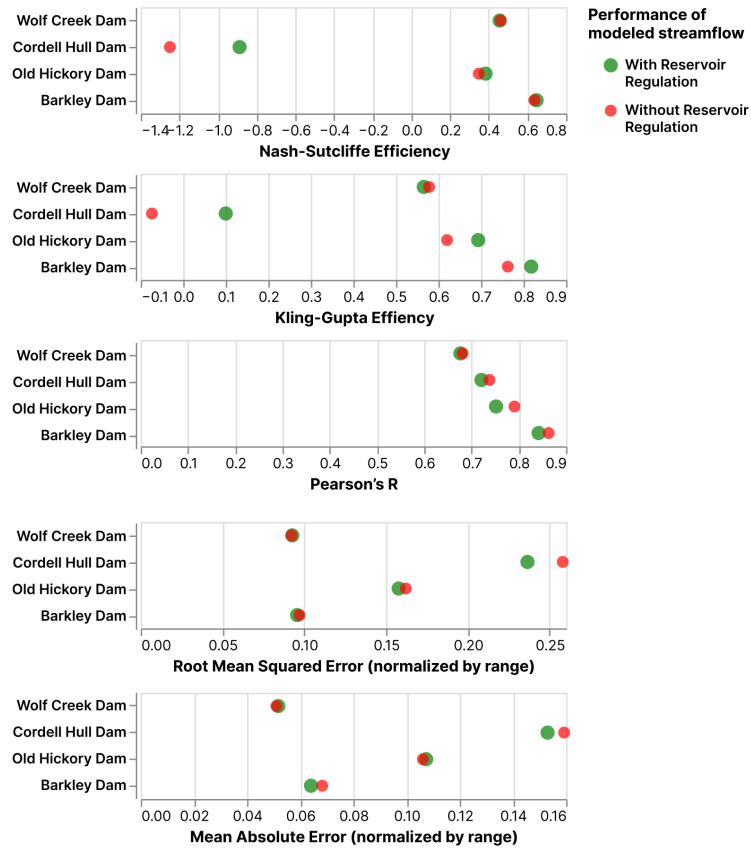 Performance of
modeled streamflow
With Reservoir
Regulation
Without Reservoir
Regulation
Wolf Creek Dam
Cordell Hull Dam
Old Hickory Dam
Barkley Dam
−1.4 −1.2 −1.0 −0.8 −0.6 −0.4 −0.2 0.0 0.2 0.4 0.6 0.8
Nash-Sutcliffe Efficiency
Wolf Creek Dam
Cordell Hull Dam
Old Hickory Dam
Barkley Dam
−0.1 0.0 0.1 0.2 0.3 0.4 0.5 0.6 0.7 0.8 0.9
Kling-Gupta Effiency
Wolf Creek Dam
Cordell Hull Dam
Old Hickory Dam
Barkley Dam
0.0 0.1 0.2 0.3 0.4 0.5 0.6 0.7 0.8 0.9
Pearson’s R
Wolf Creek Dam
Cordell Hull Dam
Old Hickory Dam
Barkley Dam
0.00 0.05 0.10 0.15 0.20 0.25
Root Mean Squared Error (normalized by range)
Wolf Creek Dam
Cordell Hull Dam
Old Hickory Dam
Barkley Dam
0.00 0.02 0.04 0.06 0.08 0.10 0.12 0.14 0.16
Mean Absolute Error (normalized by range)